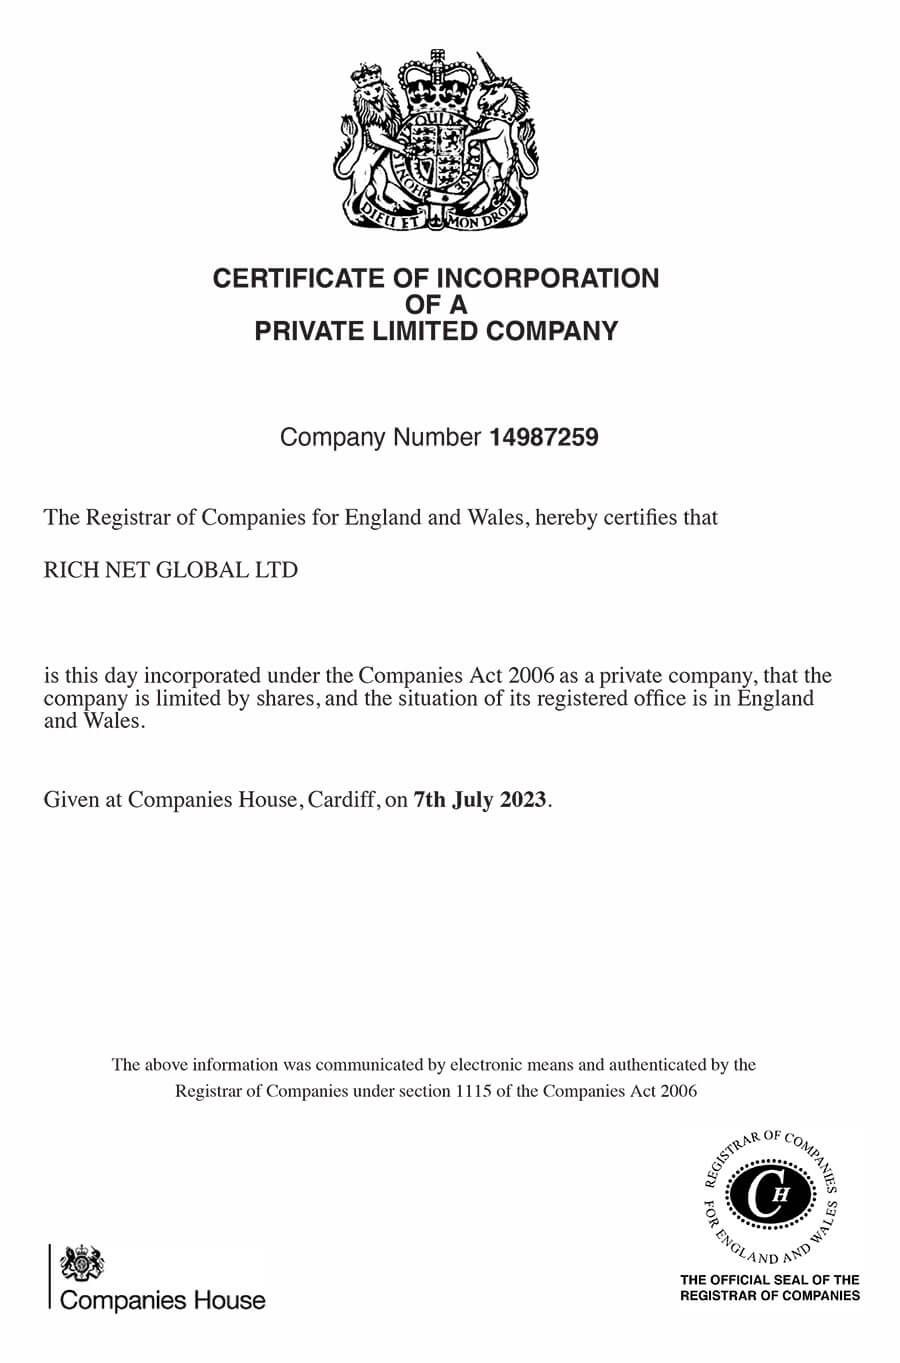 QUI
HONI S
PENSE
DIEU ET MON DROIT
CERTIFICATE OF INCORPORATION
OF A
PRIVATE LIMITED COMPANY
Company Number 14987259
The Registrar of Companies for England and Wales, hereby certifies that
RICH NET GLOBAL LTD
is this day incorporated under the Companies Act 2006 as a private company, that the
company is limited by shares, and the situation of its registered office is in England
and Wales.
Given at Companies House, Cardiff, on 7th July 2023.
The above information was communicated by electronic means and authenticated by the
Registrar of Companies under section 1115 of the Companies Act 2006
REGISTRAR OF COMPANIES
CH
FOR ENGLAND AND WALES
THE OFFICIAL SEAL OF THE
REGISTRAR OF COMPANIES
Companies House